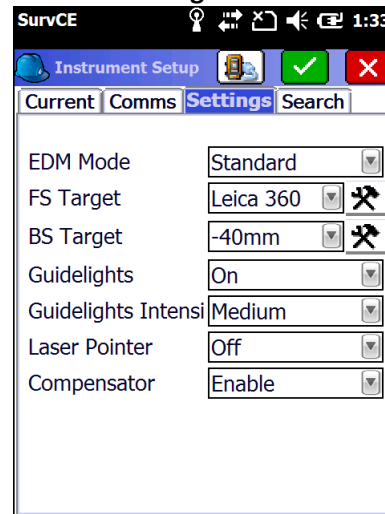 SurvCE 1:33
Instrument Setup
Current Comms Settings Search
EDM Mode Standard
FS Target Leica 360
BS Target -40mm
Guidelights On
Guidelights Intensi Medium
Laser Pointer Off
Compensator Enable